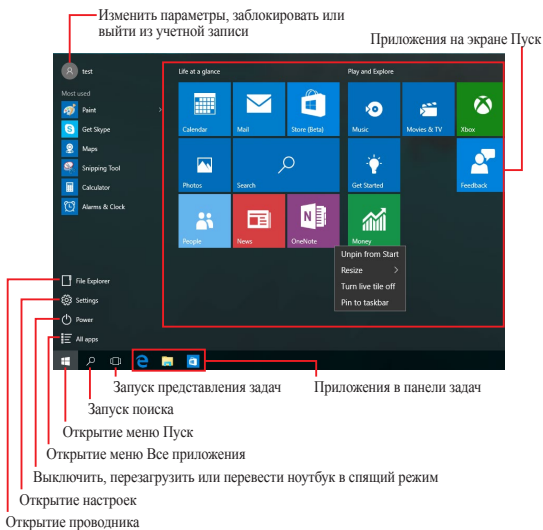 Изменить параметры, заблокировать или
выйти из учетной записи
Приложения на экране Пуск
test
Life at a glance
Play and Explore
Most used
Paint
Get Skype
Maps
Snipping Tool
Calculator
Alarms & Clock
Calendar
Mail
Store (Beta)
Music
Movies & TV
Xbox
Photos
Search
Get Started
Feedback
People
News
OneNote
Money
Unpin from Start
Resize
Turn live tile off
Pin to taskbar
File Explorer
Settings
Power
All apps
Запуск представления задач
Приложения в панели задач
Запуск поиска
Открытие меню Пуск
Открытие меню Все приложения
Выключить, перезагрузить или перевести ноутбук в спящий режим
Открытие настроек
Открытие проводника